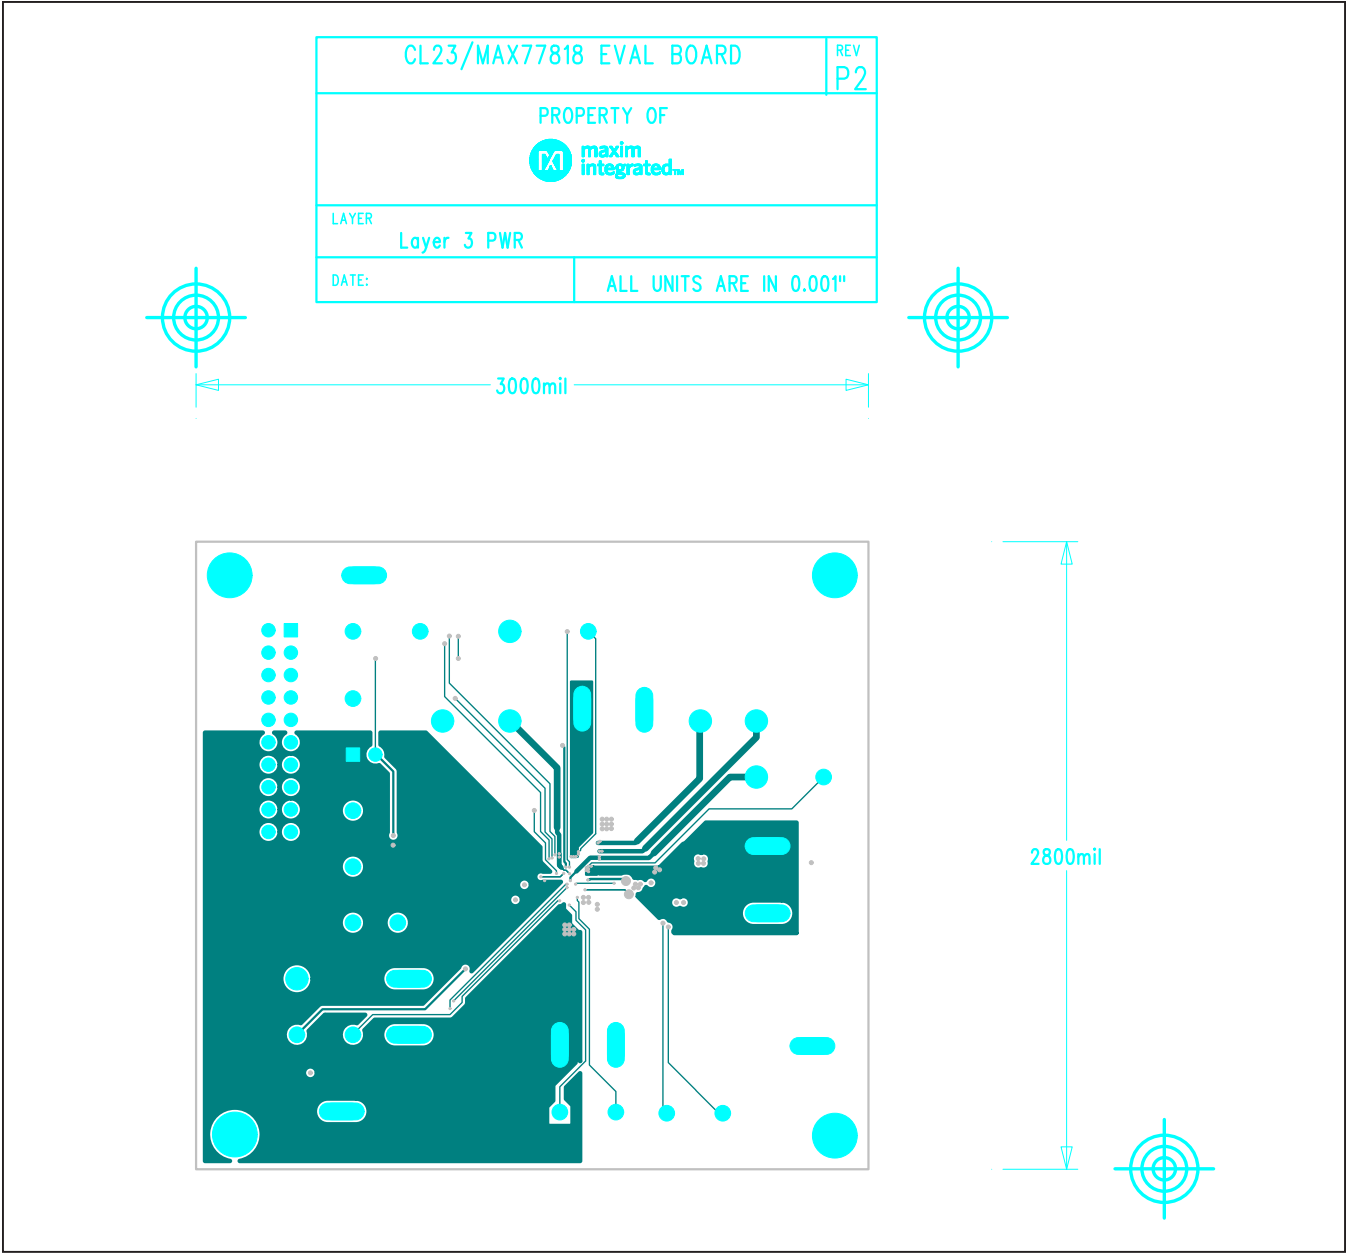 CL23/MAX77818 EVAL BOARD
REV
P2
PROPERTY OF
maxim
integrated™
LAYER
Layer 3 PWR
DATE:
ALL UNITS ARE IN 0.001"
3000mil
2800mil